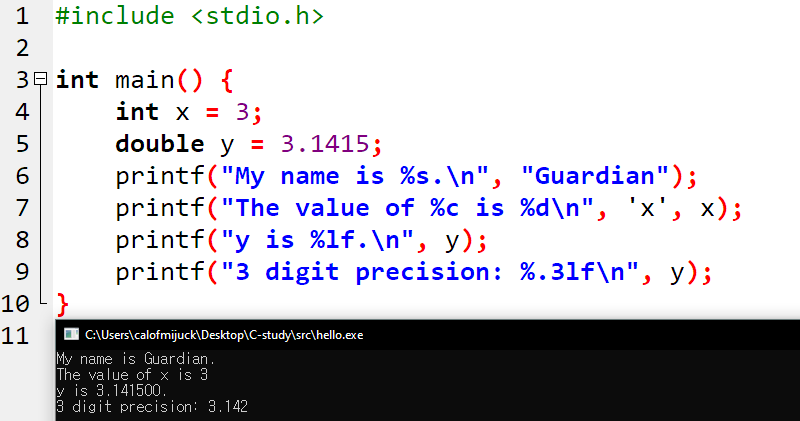 1 #include <stdio.h>
2
3 int main() {
4     int x = 3;
5     double y = 3.1415;
6     printf("My name is %s.\n", "Guardian");
7     printf("The value of %c is %d\n", 'x', x);
8     printf("y is %lf.\n", y);
9     printf("3 digit precision: %.3lf\n", y);
10 }
11
C:\Users\calofmijuck\Desktop\C-study\src\hello.exe
My name is Guardian.
The value of x is 3
y is 3.141500.
3 digit precision: 3.142